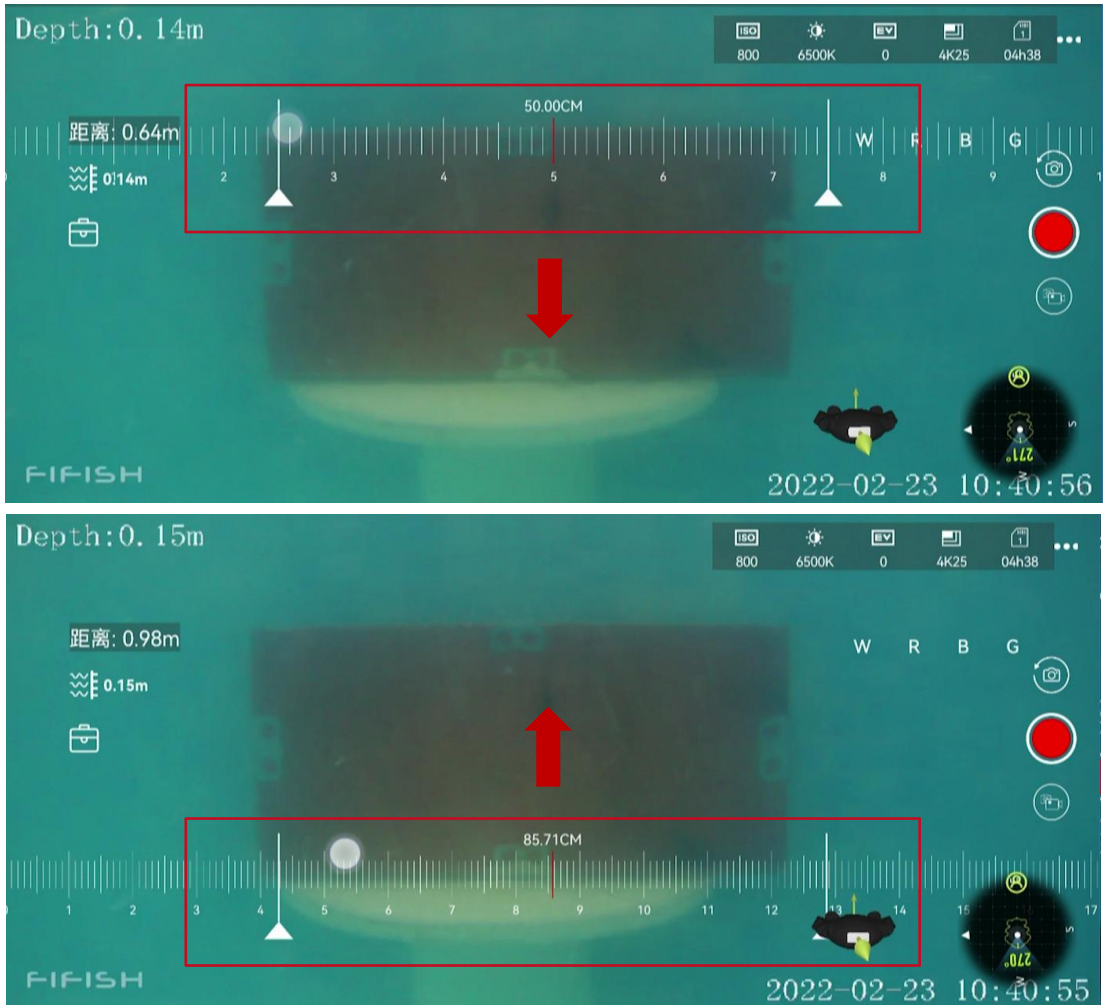 Depth:0.14m
ISO EV 1
800 6500K 0 4K25 04h38
50.00CM
距离: 0.64m
W R B G
0.14m
2 3 4 5 6 7 8 9
S
271°
W
FIFISH
2022-02-23 10:40:56
Depth:0.15m
ISO EV 1
800 6500K 0 4K25 04h38
距离: 0.98m
W R B G
0.15m
85.71CM
1 2 3 4 5 6 7 8 9 10 11 12 13 14 15 16 17
S
270°
W
FIFISH
2022-02-23 10:40:55